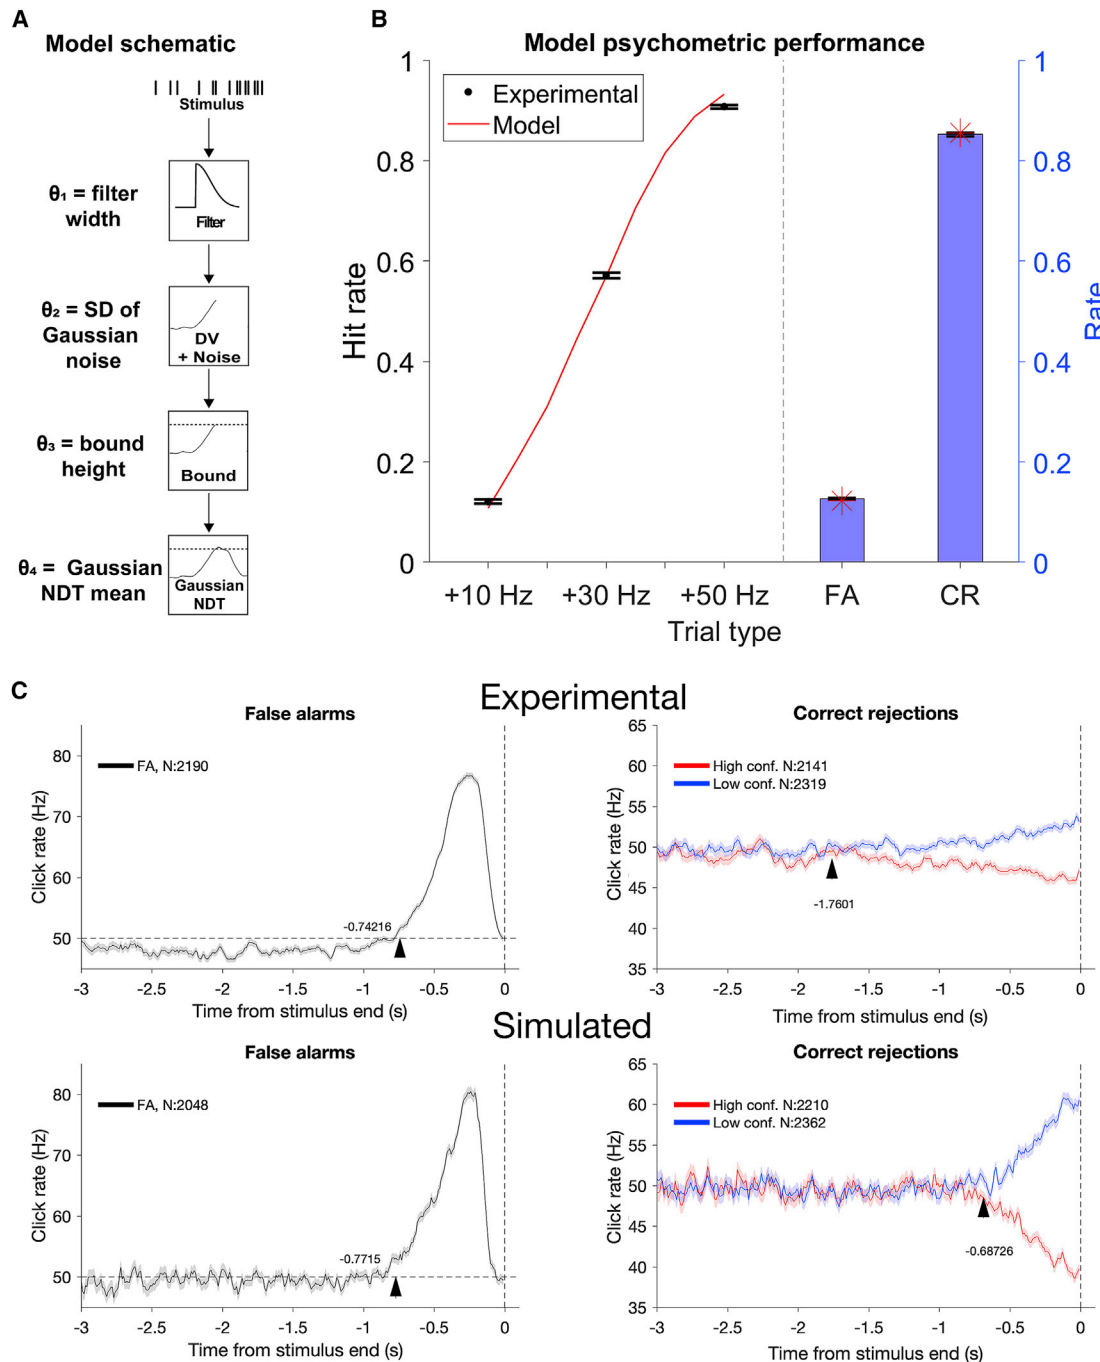 A
Model schematic
Stimulus
θ₁ = filter
width
Filter
θ₂ = SD of
Gaussian
noise
DV
+ Noise
θ₃ = bound
height
Bound
θ₄ = Gaussian
NDT mean
Gaussian
NDT
B
Model psychometric performance
Experimental
Model
1
0.8
0.6
0.4
0.2
0
Hit rate
1
0.8
0.6
0.4
0.2
0
Rate
+10 Hz +30 Hz +50 Hz FA CR
Trial type
C
Experimental
False alarms
FA, N:2190
80
70
60
50
Click rate (Hz)
-0.74216
-3 -2.5 -2 -1.5 -1 -0.5 0
Time from stimulus end (s)
Correct rejections
High conf. N:2141
Low conf. N:2319
65
60
55
50
45
40
35
Click rate (Hz)
-1.7601
-3 -2.5 -2 -1.5 -1 -0.5 0
Time from stimulus end (s)
Simulated
False alarms
FA, N:2048
80
70
60
50
Click rate (Hz)
-0.7715
-3 -2.5 -2 -1.5 -1 -0.5 0
Time from stimulus end (s)
Correct rejections
High conf. N:2210
Low conf. N:2362
65
60
55
50
45
40
35
Click rate (Hz)
-0.68726
-3 -2.5 -2 -1.5 -1 -0.5 0
Time from stimulus end (s)